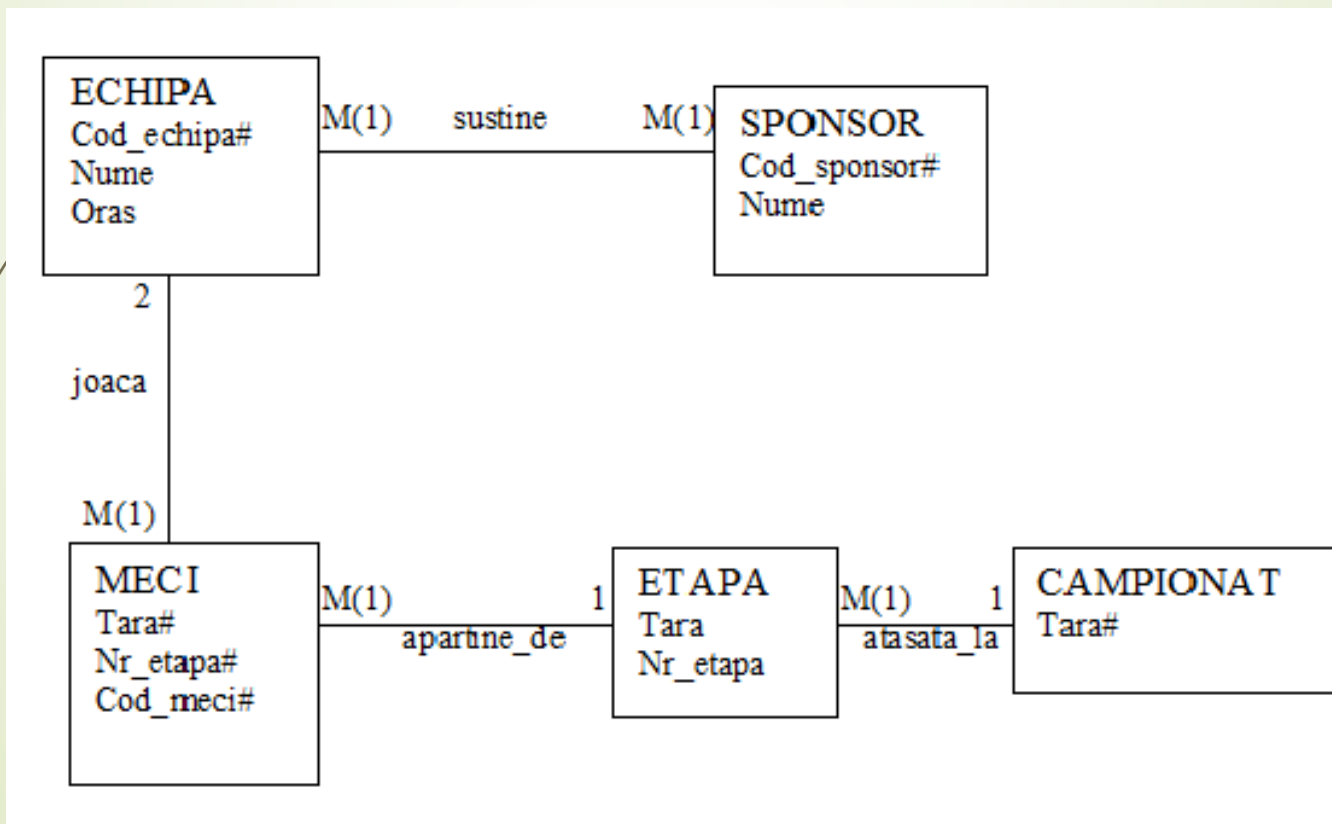 ECHIPA
Cod_echipa#
Nume
Oras
M(1) sustine M(1)
SPONSOR
Cod_sponsor#
Nume
2
joaca
M(1)
MECI
Tara#
Nr_etapa#
Cod_meci#
M(1) 1
apartine_de
ETAPA
Tara
Nr_etapa
M(1) 1
atasata_la
CAMPIONAT
Tara#